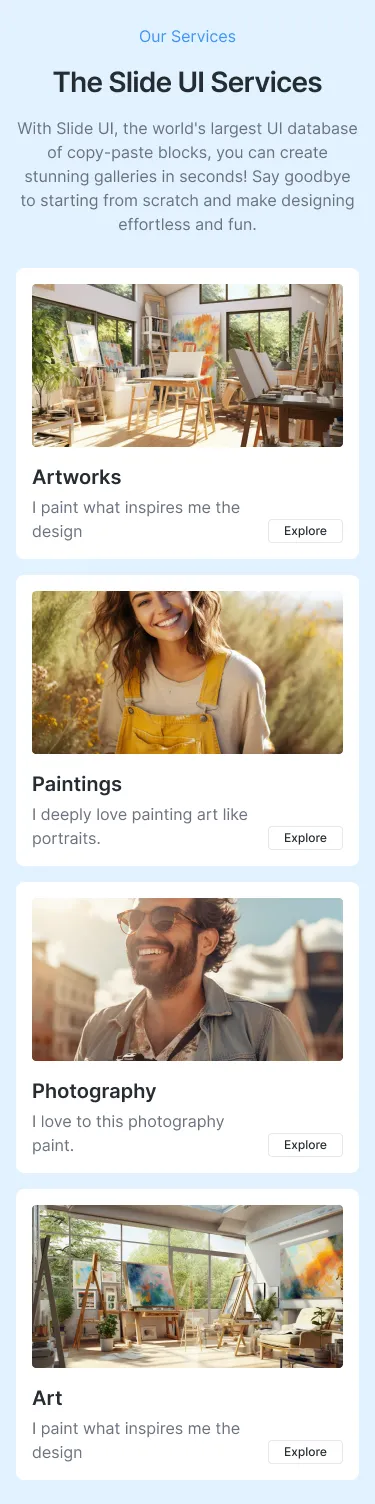 Our Services
The Slide UI Services
With Slide UI, the world's largest UI database
of copy-paste blocks, you can create
stunning galleries in seconds! Say goodbye
to starting from scratch and make designing
effortless and fun.
Artworks
I paint what inspires me the
design
Explore
Paintings
I deeply love painting art like
portraits.
Explore
Photography
I love to this photography
paint.
Explore
Art
I paint what inspires me the
design
Explore